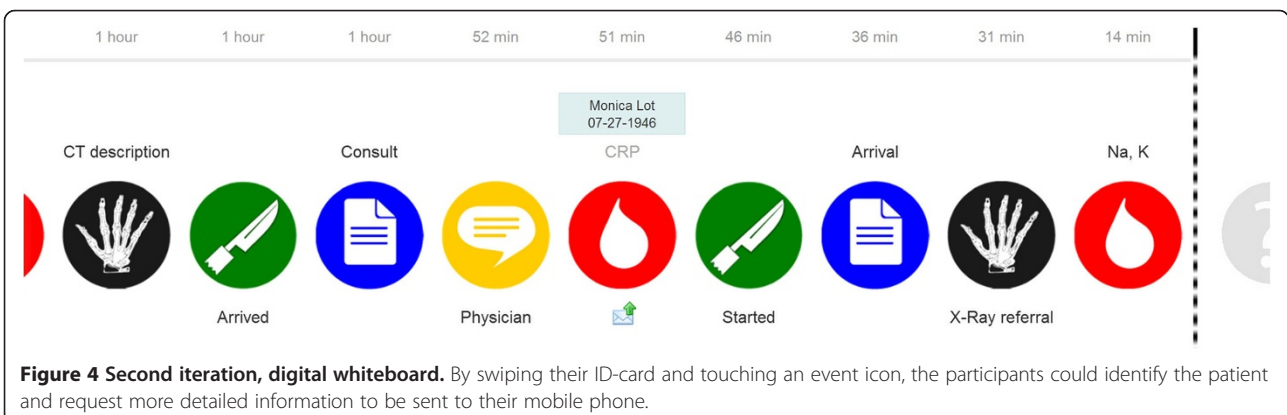 1 hour 1 hour 1 hour 52 min 51 min 46 min 36 min 31 min 14 min
Monica Lot
07-27-1946
CT description Consult CRP Arrival Na, K
?
Arrived Physician Started X-Ray referral
Figure 4 Second iteration, digital whiteboard. By swiping their ID-card and touching an event icon, the participants could identify the patient
and request more detailed information to be sent to their mobile phone.